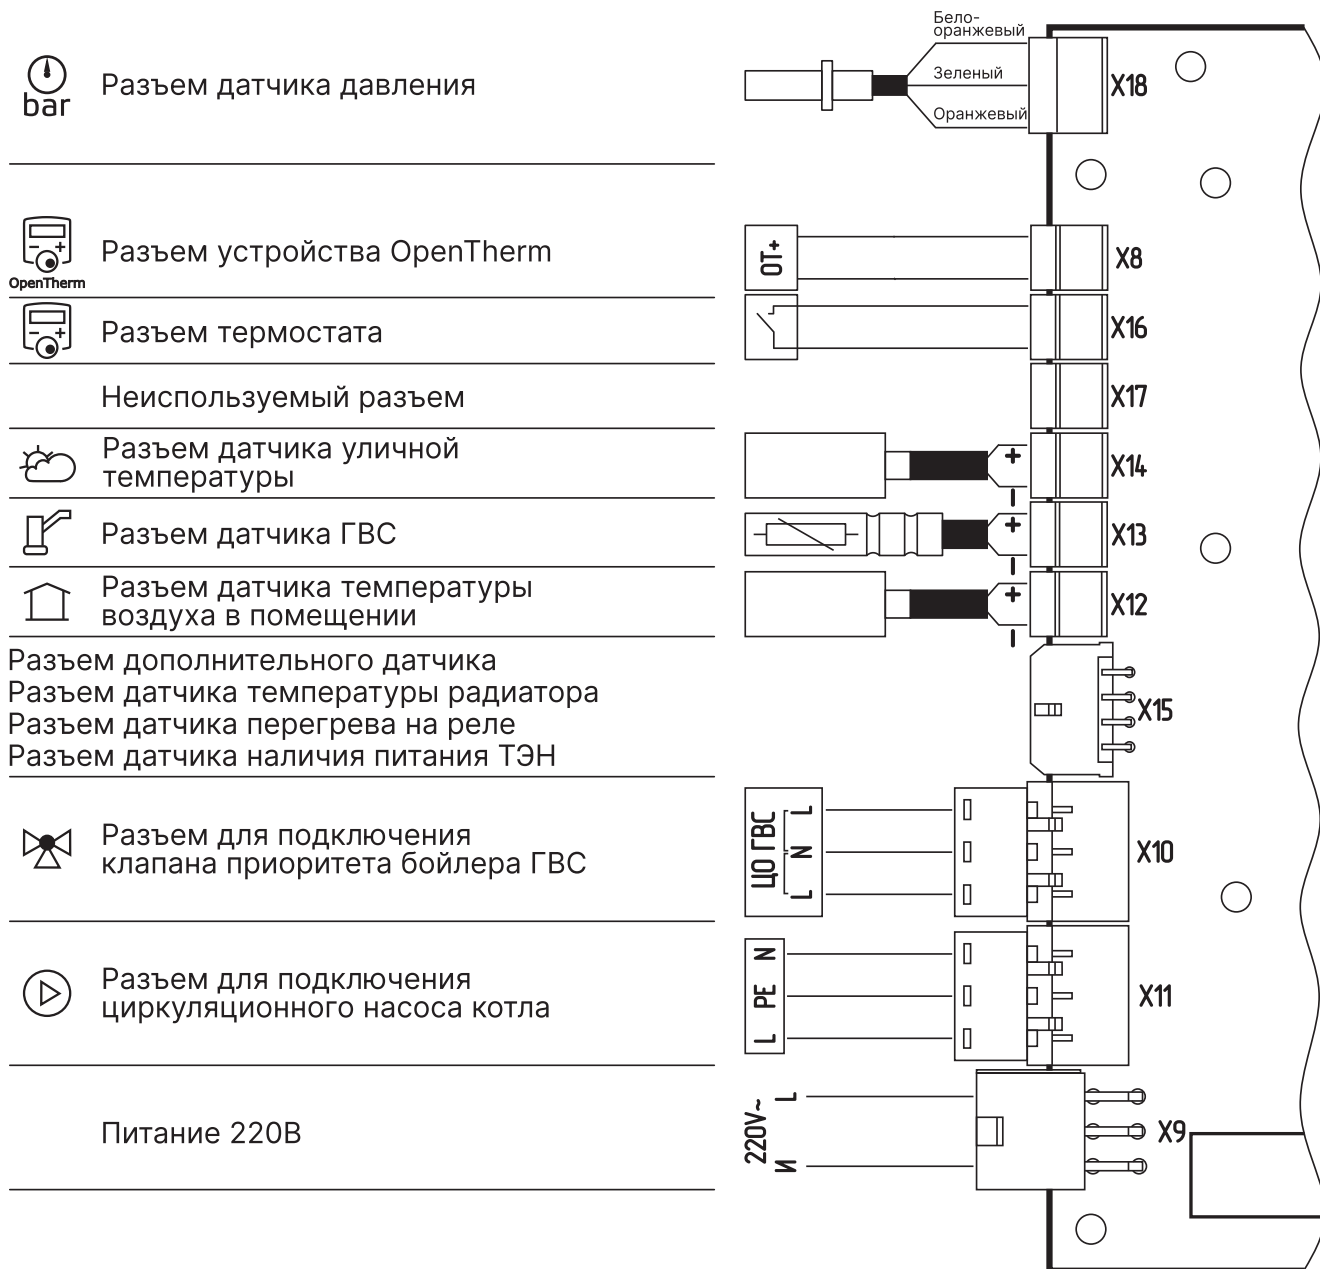 Бело-
оранжевый
bar
Разъем датчика давления
Зеленый
X18
Оранжевый
OpenTherm
Разъем устройства OpenTherm
OT+
X8
Разъем термостата
X16
Неиспользуемый разъем
X17
Разъем датчика уличной
температуры
+
–
X14
Разъем датчика ГВС
+
–
X13
Разъем датчика температуры
воздуха в помещении
+
–
X12
Разъем дополнительного датчика
Разъем датчика температуры радиатора
Разъем датчика перегрева на реле
Разъем датчика наличия питания ТЭН
X15
Разъем для подключения
клапана приоритета бойлера ГВС
ЦО ГВС
L N L
X10
Разъем для подключения
циркуляционного насоса котла
L PE N
X11
Питание 220В
220V~
И L
X9